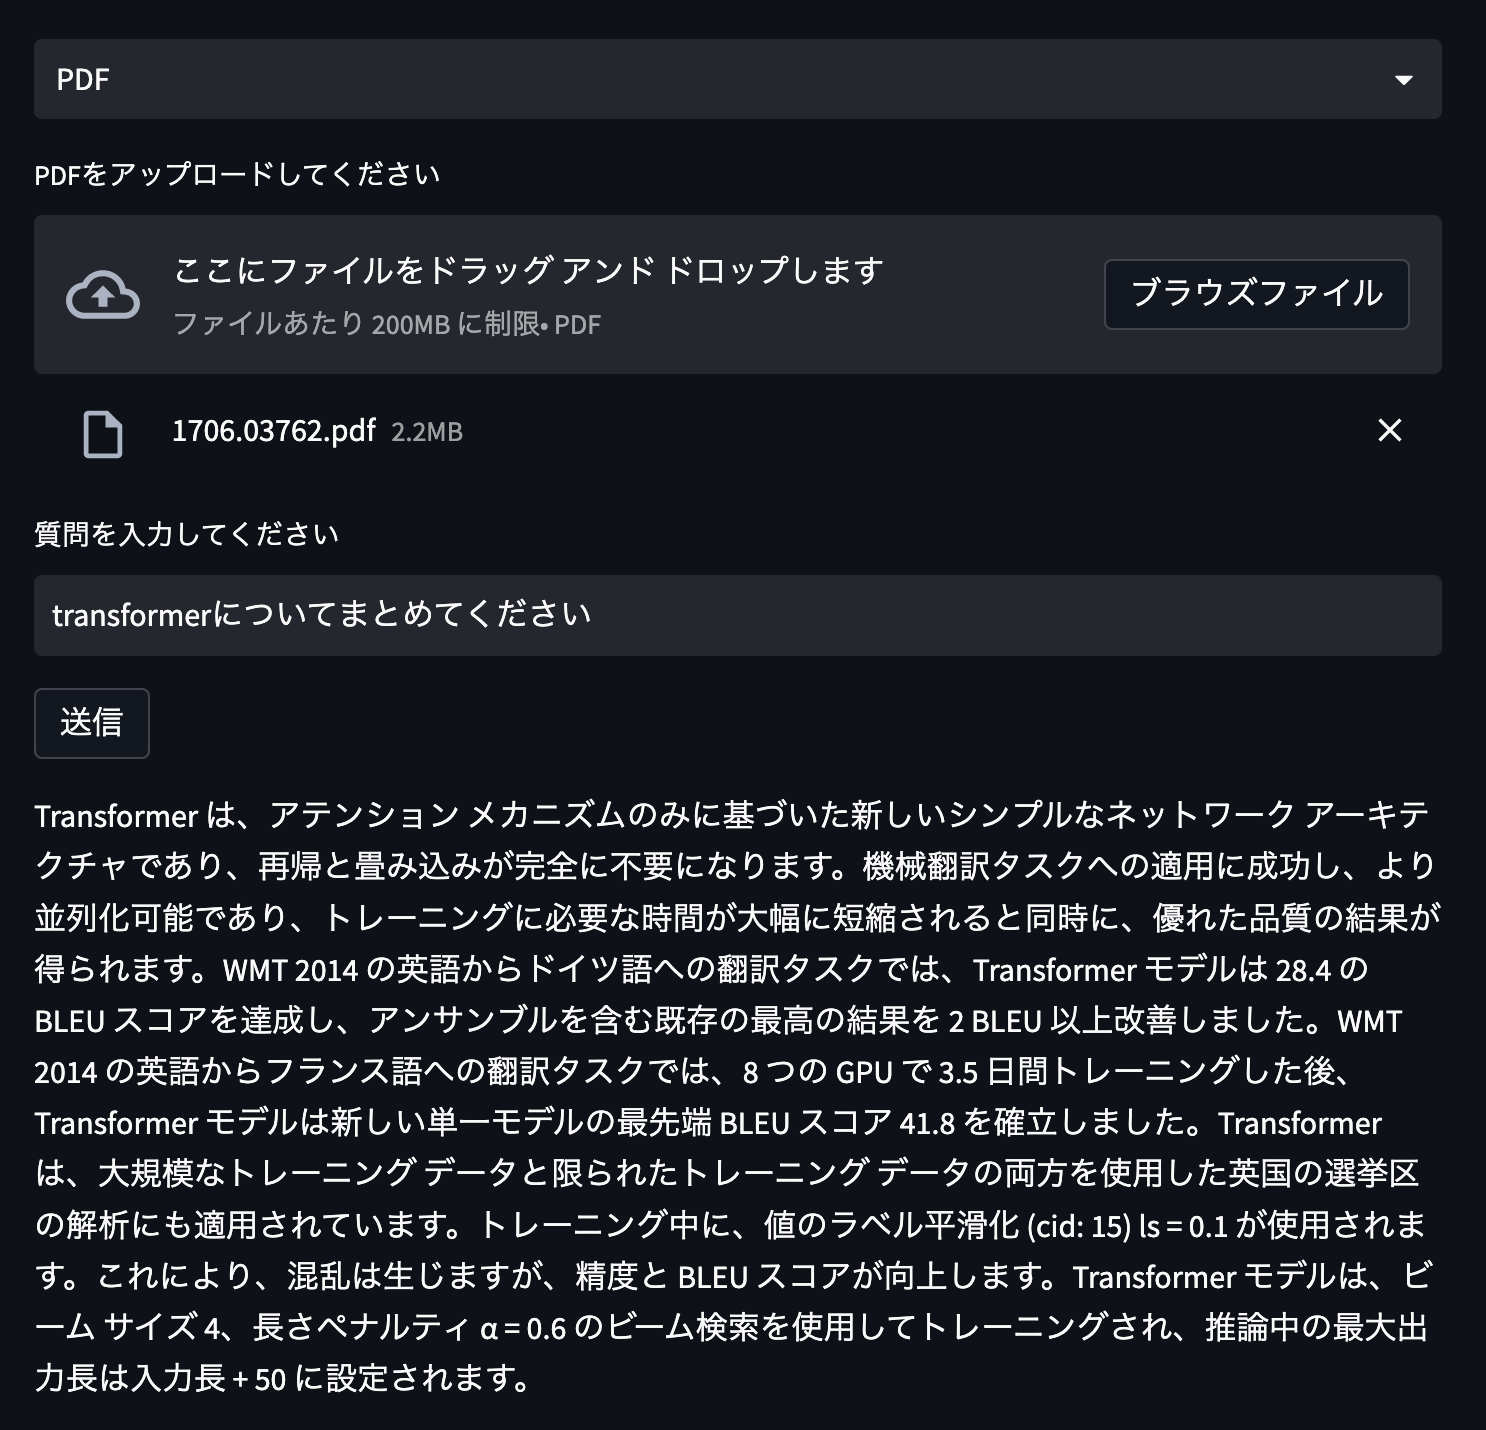 PDF
PDFをアップロードしてください
ここにファイルをドラッグ アンド ドロップします
ブラウズファイル
ファイルあたり 200MB に制限• PDF
1706.03762.pdf 2.2MB
質問を入力してください
transformerについてまとめてください
送信
Transformer は、アテンション メカニズムのみに基づいた新しいシンプルなネットワーク アーキテ
クチャであり、再帰と畳み込みが完全に不要になります。機械翻訳タスクへの適用に成功し、より
並列化可能であり、トレーニングに必要な時間が大幅に短縮されると同時に、優れた品質の結果が
得られます。WMT 2014 の英語からドイツ語への翻訳タスクでは、Transformer モデルは 28.4 の
BLEU スコアを達成し、アンサンブルを含む既存の最高の結果を 2 BLEU 以上改善しました。WMT
2014 の英語からフランス語への翻訳タスクでは、8 つの GPU で 3.5 日間トレーニングした後、
Transformer モデルは新しい単一モデルの最先端 BLEU スコア 41.8 を確立しました。Transformer
は、大規模なトレーニング データと限られたトレーニング データの両方を使用した英国の選挙区
の解析にも適用されています。トレーニング中に、値のラベル平滑化 (cid: 15) ls = 0.1 が使用されま
す。これにより、混乱は生じますが、精度と BLEU スコアが向上します。Transformer モデルは、ビ
ーム サイズ 4、長さペナルティ α = 0.6 のビーム検索を使用してトレーニングされ、推論中の最大出
力長は入力長 + 50 に設定されます。